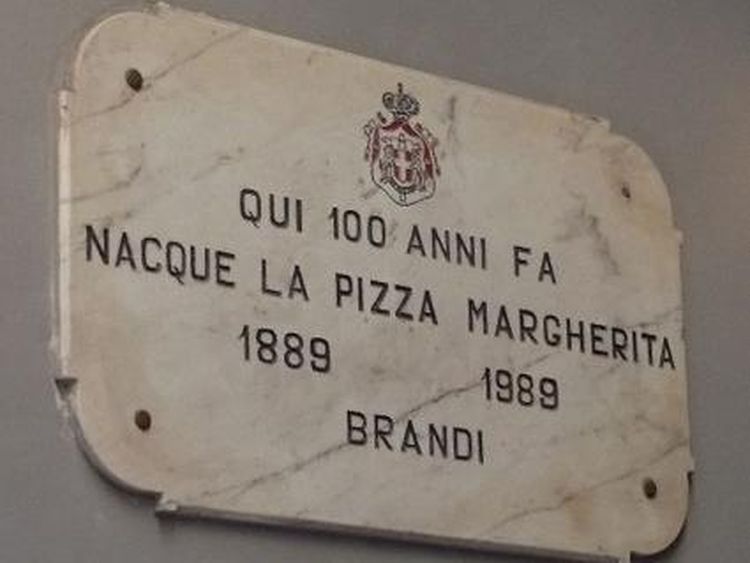 QUI 100 ANNI FA
NACQUE LA PIZZA MARGHERITA
1889 1989
BRANDI